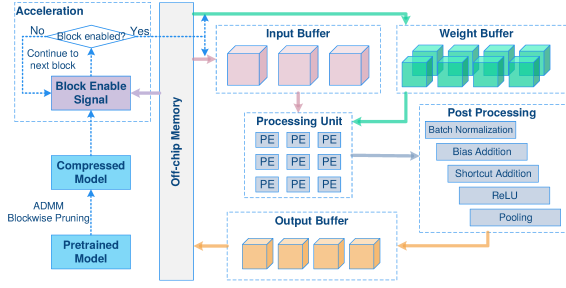 Acceleration
No
Block enabled?
Yes
Continue to
next block
Block Enable
Signal
Compressed
Model
ADMM
Blockwise Pruning
Pretrained
Model
Off-chip Memory
Input Buffer
Weight Buffer
Processing Unit
PE PE PE
PE PE PE
PE PE PE
Post Processing
Batch Normalization
Bias Addition
Shortcut Addition
ReLU
Pooling
Output Buffer